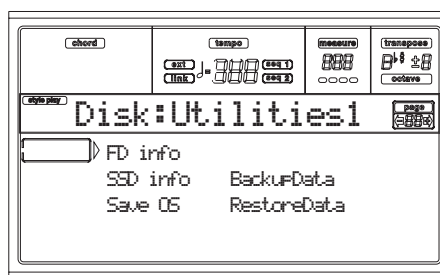 chord tempo measure transpose
ext seq 1
link seq 2
octave
style play Disk:Utilities1 page
FD info
SSD info BackupData
Save OS RestoreData